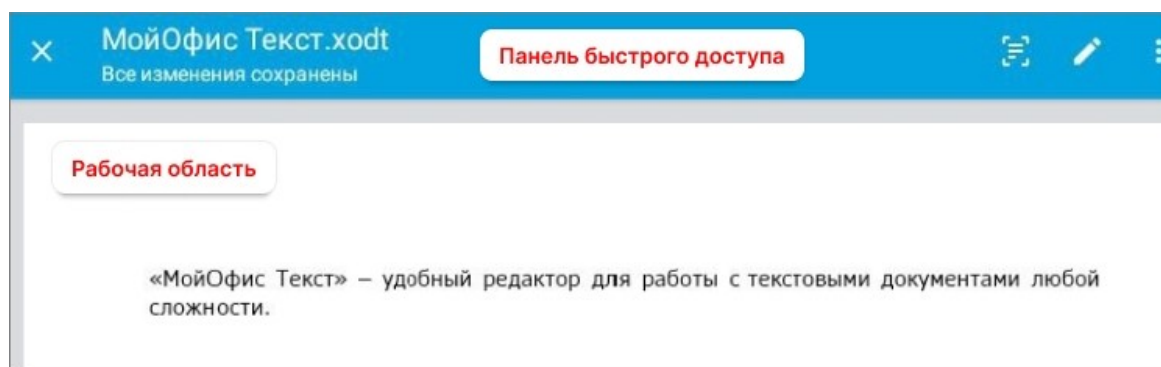 МойОфис Текст.xodt
Все изменения сохранены
Панель быстрого доступа
Рабочая область
«МойОфис Текст» – удобный редактор для работы с текстовыми документами любой
сложности.